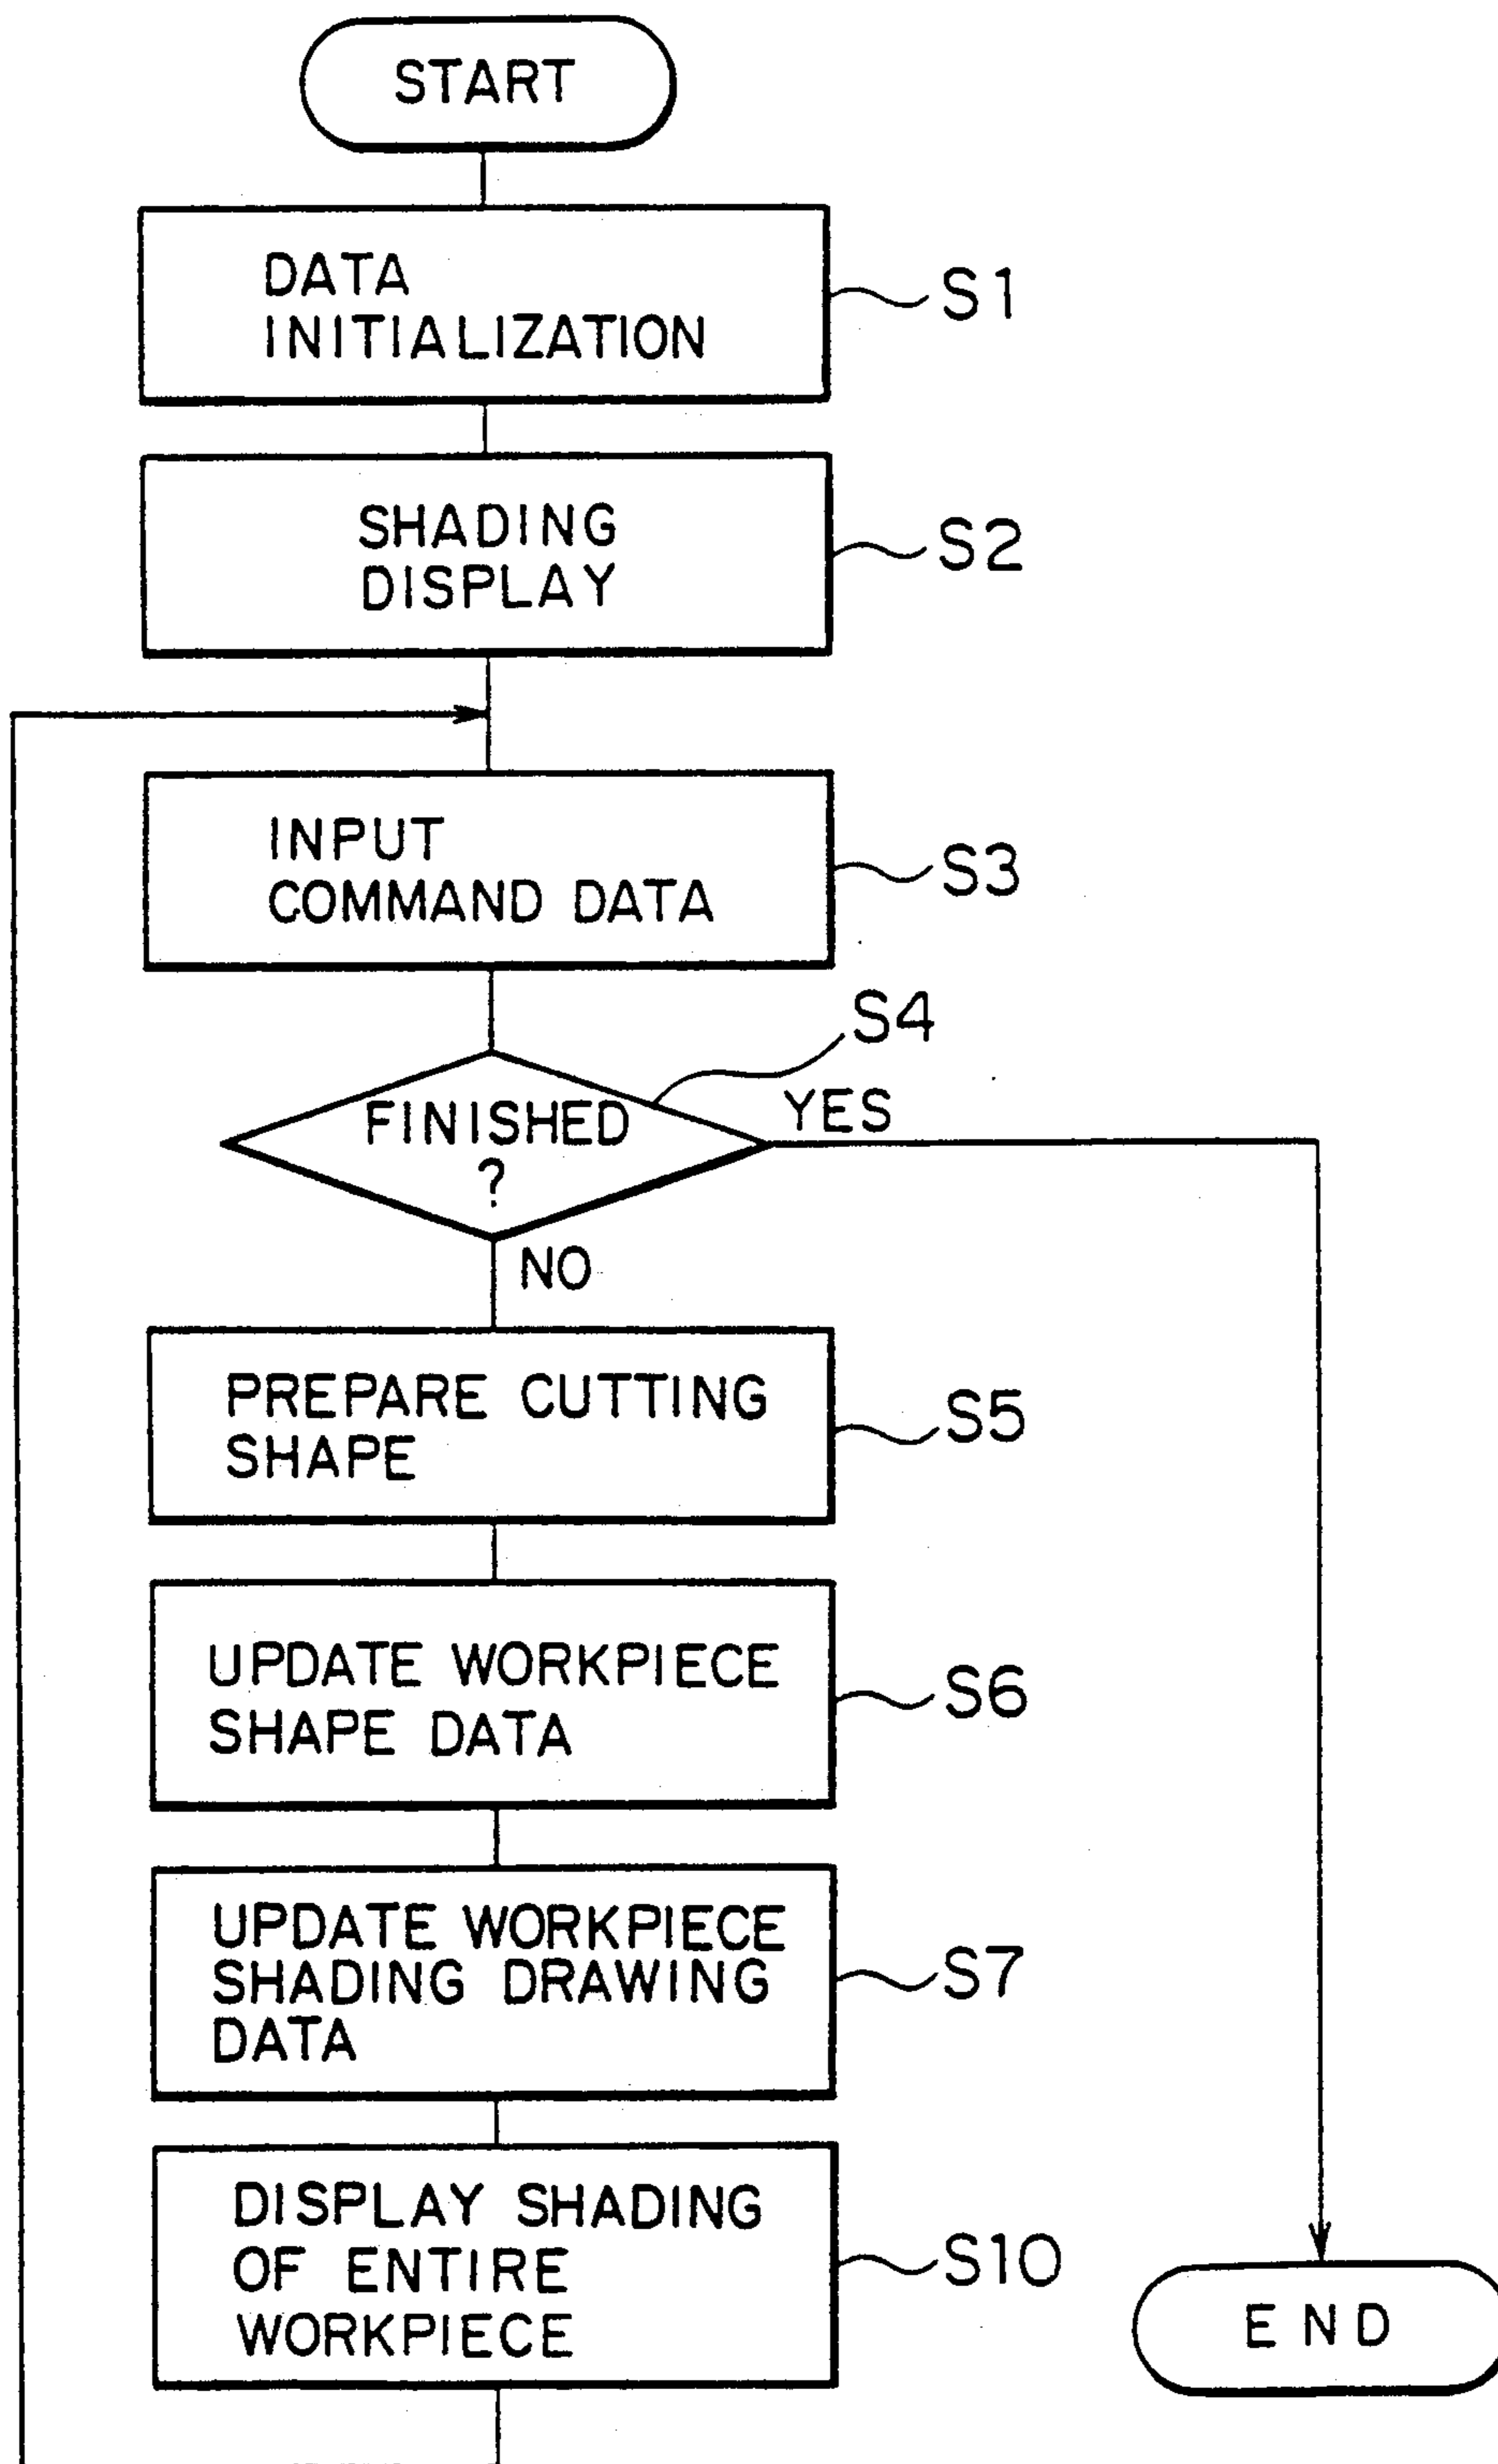 START
DATA
INITIALIZATION
S1
SHADING
DISPLAY
S2
INPUT
COMMAND DATA
S3
S4
FINISHED
?
YES
NO
PREPARE CUTTING
SHAPE
S5
UPDATE WORKPIECE
SHAPE DATA
S6
UPDATE WORKPIECE
SHADING DRAWING
DATA
S7
DISPLAY SHADING
OF ENTIRE
WORKPIECE
S10
END